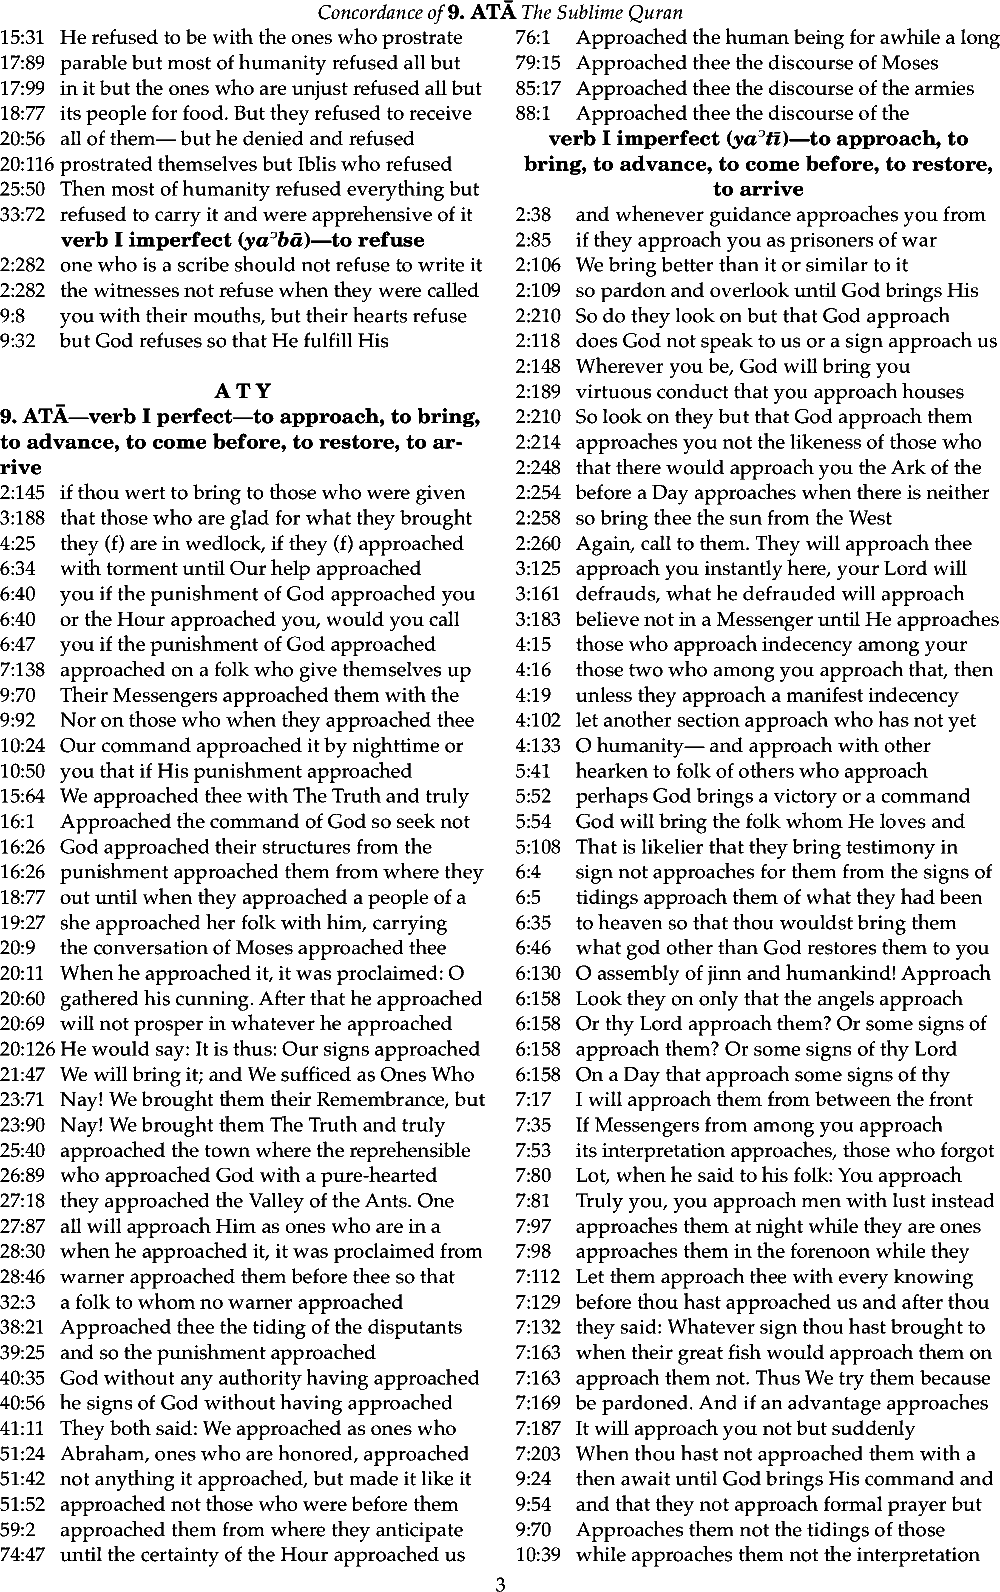 Concordance of 9. ATĀ The Sublime Quran
15:31 He refused to be with the ones who prostrate
17:89 parable but most of humanity refused all but
17:99 in it but the ones who are unjust refused all but
18:77 its people for food. But they refused to receive
20:56 all of them— but he denied and refused
20:116 prostrated themselves but Iblis who refused
25:50 Then most of humanity refused everything but
33:72 refused to carry it and were apprehensive of it
verb I imperfect (yaʾbā)—to refuse
2:282 one who is a scribe should not refuse to write it
2:282 the witnesses not refuse when they were called
9:8 you with their mouths, but their hearts refuse
9:32 but God refuses so that He fulfill His
A T Y
9. ATĀ—verb I perfect—to approach, to bring,
to advance, to come before, to restore, to ar-
rive
2:145 if thou wert to bring to those who were given
3:188 that those who are glad for what they brought
4:25 they (f) are in wedlock, if they (f) approached
6:34 with torment until Our help approached
6:40 you if the punishment of God approached you
6:40 or the Hour approached you, would you call
6:47 you if the punishment of God approached
7:138 approached on a folk who give themselves up
9:70 Their Messengers approached them with the
9:92 Nor on those who when they approached thee
10:24 Our command approached it by nighttime or
10:50 you that if His punishment approached
15:64 We approached thee with The Truth and truly
16:1 Approached the command of God so seek not
16:26 God approached their structures from the
16:26 punishment approached them from where they
18:77 out until when they approached a people of a
19:27 she approached her folk with him, carrying
20:9 the conversation of Moses approached thee
20:11 When he approached it, it was proclaimed: O
20:60 gathered his cunning. After that he approached
20:69 will not prosper in whatever he approached
20:126 He would say: It is thus: Our signs approached
21:47 We will bring it; and We sufficed as Ones Who
23:71 Nay! We brought them their Remembrance, but
23:90 Nay! We brought them The Truth and truly
25:40 approached the town where the reprehensible
26:89 who approached God with a pure-hearted
27:18 they approached the Valley of the Ants. One
27:87 all will approach Him as ones who are in a
28:30 when he approached it, it was proclaimed from
28:46 warner approached them before thee so that
32:3 a folk to whom no warner approached
38:21 Approached thee the tiding of the disputants
39:25 and so the punishment approached
40:35 God without any authority having approached
40:56 he signs of God without having approached
41:11 They both said: We approached as ones who
51:24 Abraham, ones who are honored, approached
51:42 not anything it approached, but made it like it
51:52 approached not those who were before them
59:2 approached them from where they anticipate
74:47 until the certainty of the Hour approached us
76:1 Approached the human being for awhile a long
79:15 Approached thee the discourse of Moses
85:17 Approached thee the discourse of the armies
88:1 Approached thee the discourse of the
verb I imperfect (yaʾtī)—to approach, to
bring, to advance, to come before, to restore,
to arrive
2:38 and whenever guidance approaches you from
2:85 if they approach you as prisoners of war
2:106 We bring better than it or similar to it
2:109 so pardon and overlook until God brings His
2:210 So do they look on but that God approach
2:118 does God not speak to us or a sign approach us
2:148 Wherever you be, God will bring you
2:189 virtuous conduct that you approach houses
2:210 So look on they but that God approach them
2:214 approaches you not the likeness of those who
2:248 that there would approach you the Ark of the
2:254 before a Day approaches when there is neither
2:258 so bring thee the sun from the West
2:260 Again, call to them. They will approach thee
3:125 approach you instantly here, your Lord will
3:161 defrauds, what he defrauded will approach
3:183 believe not in a Messenger until He approaches
4:15 those who approach indecency among your
4:16 those two who among you approach that, then
4:19 unless they approach a manifest indecency
4:102 let another section approach who has not yet
4:133 O humanity— and approach with other
5:41 hearken to folk of others who approach
5:52 perhaps God brings a victory or a command
5:54 God will bring the folk whom He loves and
5:108 That is likelier that they bring testimony in
6:4 sign not approaches for them from the signs of
6:5 tidings approach them of what they had been
6:35 to heaven so that thou wouldst bring them
6:46 what god other than God restores them to you
6:130 O assembly of jinn and humankind! Approach
6:158 Look they on only that the angels approach
6:158 Or thy Lord approach them? Or some signs of
6:158 approach them? Or some signs of thy Lord
6:158 On a Day that approach some signs of thy
7:17 I will approach them from between the front
7:35 If Messengers from among you approach
7:53 its interpretation approaches, those who forgot
7:80 Lot, when he said to his folk: You approach
7:81 Truly you, you approach men with lust instead
7:97 approaches them at night while they are ones
7:98 approaches them in the forenoon while they
7:112 Let them approach thee with every knowing
7:129 before thou hast approached us and after thou
7:132 they said: Whatever sign thou hast brought to
7:163 when their great fish would approach them on
7:163 approach them not. Thus We try them because
7:169 be pardoned. And if an advantage approaches
7:187 It will approach you not but suddenly
7:203 When thou hast not approached them with a
9:24 then await until God brings His command and
9:54 and that they not approach formal prayer but
9:70 Approaches them not the tidings of those
10:39 while approaches them not the interpretation
3